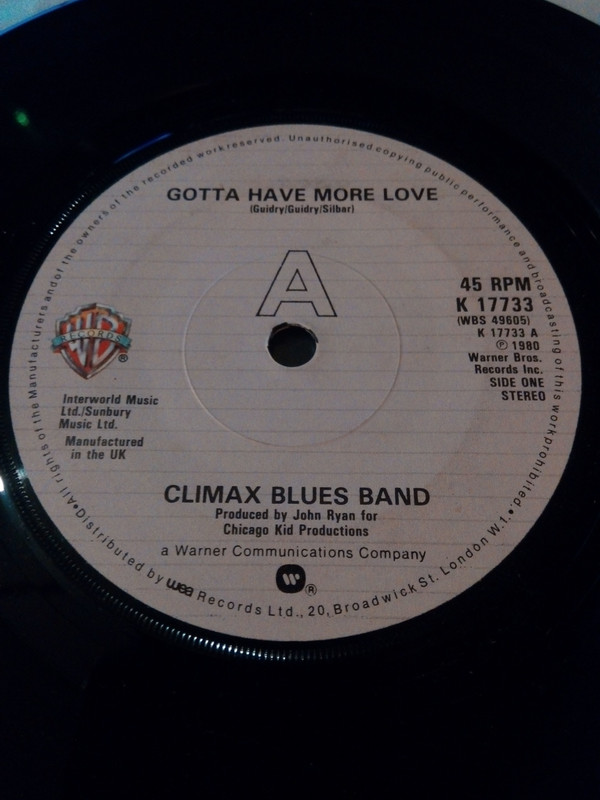 GOTTA HAVE MORE LOVE
(Guidry/Guidry/Silbar)
A
45 RPM
K 17733
(WBS 49605)
K 17733 A
℗ 1980
Warner Bros.
Records Inc.
SIDE ONE
STEREO
WB
RECORDS
®
Interworld Music
Ltd./Sunbury
Music Ltd.
Manufactured
in the UK
CLIMAX BLUES BAND
Produced by John Ryan for
Chicago Kid Productions
a Warner Communications Company
®
•All rights of the Manufacturers and of the owners of the recorded work reserved. Unauthorised copying public performance and broadcasting of this work prohibited.•
Distributed by wea Records Ltd., 20, Broadwick St. London W.1.